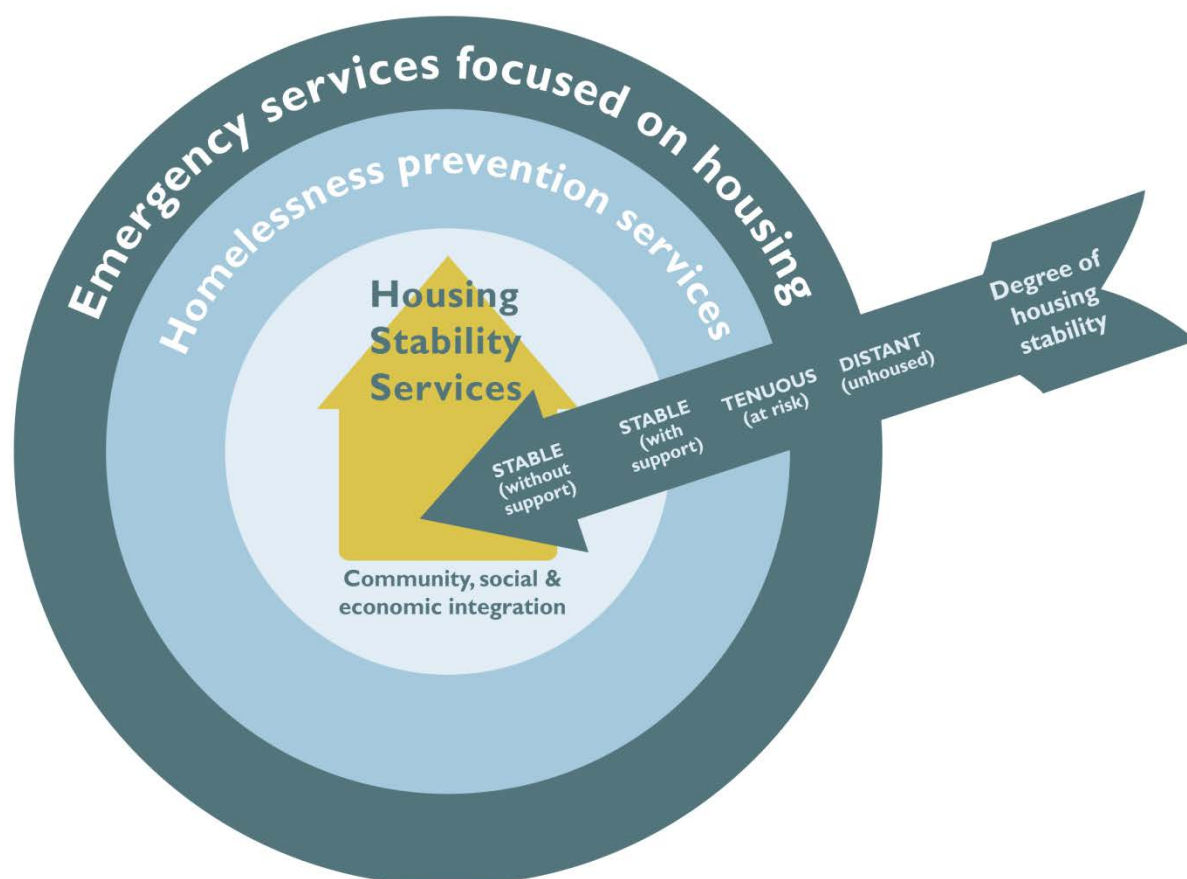 Emergency services focused on housing
Homelessness prevention services
Housing
Stability
Services
Community, social &
economic integration
STABLE
(without
support)
STABLE
(with
support)
TENUOUS
(at risk)
DISTANT
(unhoused)
Degree of
housing
stability